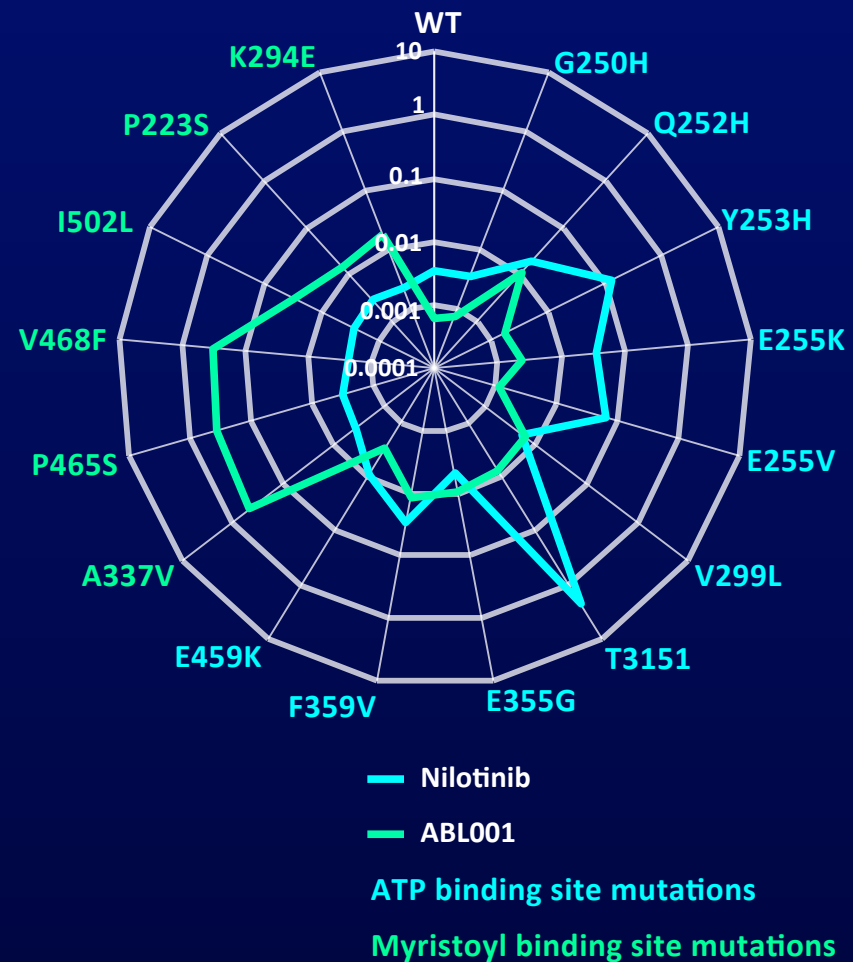 WT
10
1
0.1
0.01
0.001
0.0001
G250H
Q252H
Y253H
E255K
E255V
V299L
T3151
E355G
F359V
E459K
A337V
P465S
V468F
I502L
P223S
K294E
Nilotinib
ABL001
ATP binding site mutations
Myristoyl binding site mutations